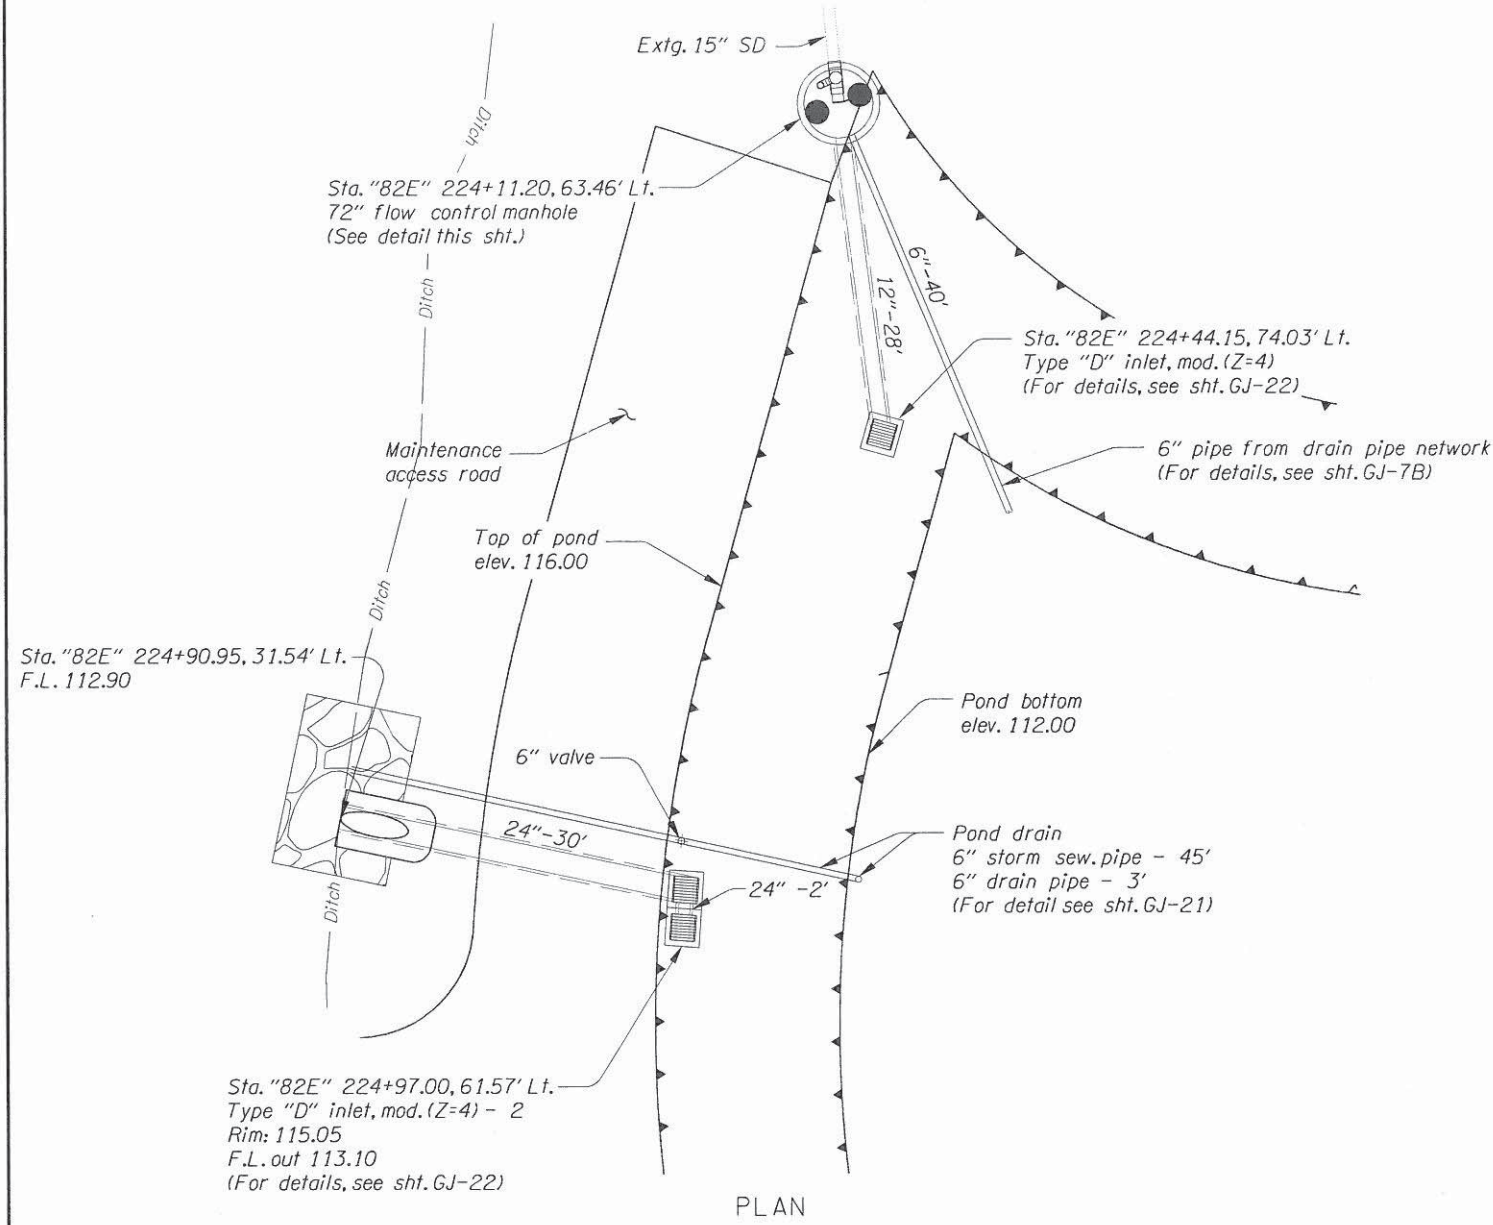 Extg. 15" SD
Ditch
Sta. "82E" 224+11.20, 63.46' Lt.
72" flow control manhole
(See detail this sht.)
Ditch
6"-40'
12"-28'
Sta. "82E" 224+44.15, 74.03' Lt.
Type "D" inlet, mod. (Z=4)
(For details, see sht. GJ-22)
Maintenance
access road
6" pipe from drain pipe network
(For details, see sht. GJ-7B)
Top of pond
elev. 116.00
Ditch
Sta. "82E" 224+90.95, 31.54' Lt.
F.L. 112.90
Pond bottom
elev. 112.00
6" valve
24"-30'
Pond drain
6" storm sew. pipe - 45'
6" drain pipe - 3'
(For detail see sht. GJ-21)
24" -2'
Ditch
Sta. "82E" 224+97.00, 61.57' Lt.
Type "D" inlet, mod. (Z=4) - 2
Rim: 115.05
F.L. out 113.10
(For details, see sht. GJ-22)
PLAN